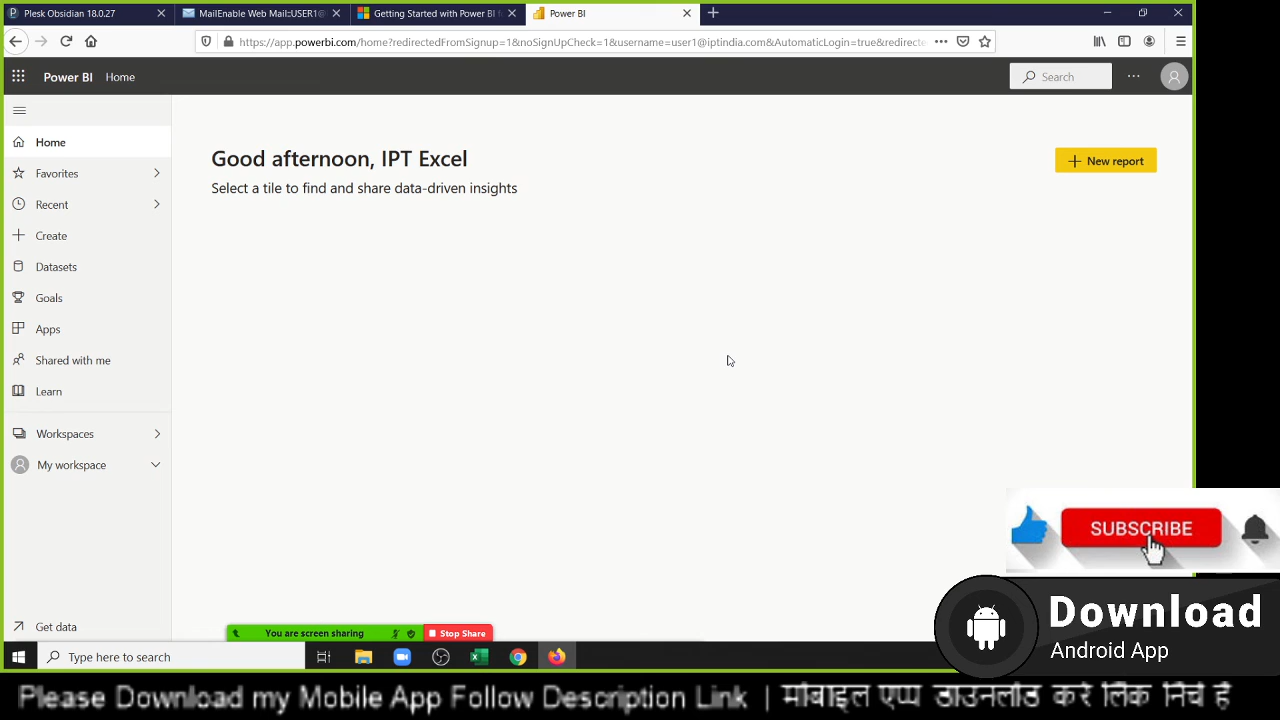 Plesk Obsidian 18.0.27
MailEnable Web Mail::USER1@
Getting Started with Power BI
Power BI
https://app.powerbi.com/home?redirectedFromSignup=1&noSignUpCheck=1&username=user1@iptindia.com&AutomaticLogin=true&redirecte
Power BI Home
Search
Home
Good afternoon, IPT Excel
New report
Select a tile to find and share data-driven insights
Favorites
Recent
Create
Datasets
Goals
Apps
Shared with me
Learn
Workspaces
My workspace
SUBSCRIBE
Download
Android App
Get data
You are screen sharing
Stop Share
Type here to search
Please Download my Mobile App Follow Description Link | मोबाइल एप्प डाउनलोड करे लिंक निचे है